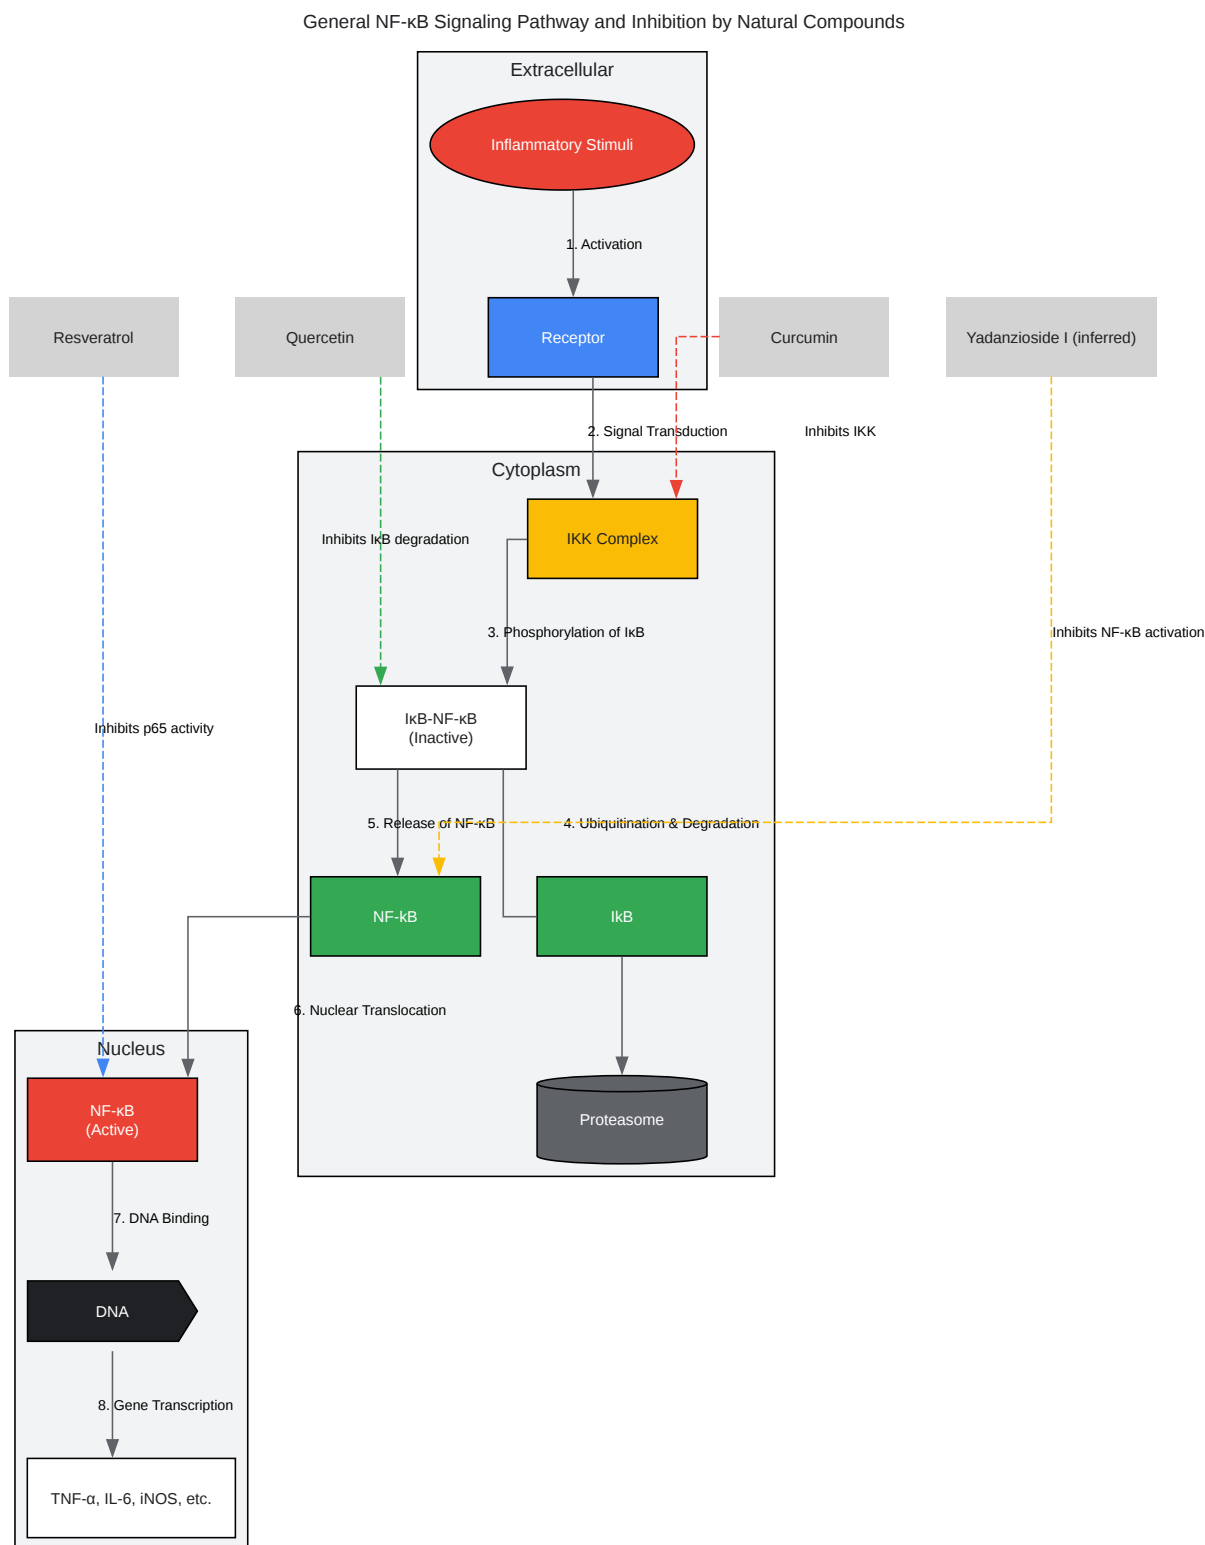 General NF-κB Signaling Pathway and Inhibition by Natural Compounds
Extracellular
Inflammatory Stimuli
1. Activation
Resveratrol
Quercetin
Receptor
Curcumin
Yadanzioside I (inferred)
2. Signal Transduction
Inhibits IKK
Cytoplasm
Inhibits IκB degradation
IKK Complex
3. Phosphorylation of IκB
Inhibits NF-κB activation
IκB-NF-κB
(Inactive)
Inhibits p65 activity
5. Release of NF-κB
4. Ubiquitination & Degradation
NF-kB
IkB
6. Nuclear Translocation
Nucleus
NF-κB
(Active)
Proteasome
7. DNA Binding
DNA
8. Gene Transcription
TNF-α, IL-6, iNOS, etc.